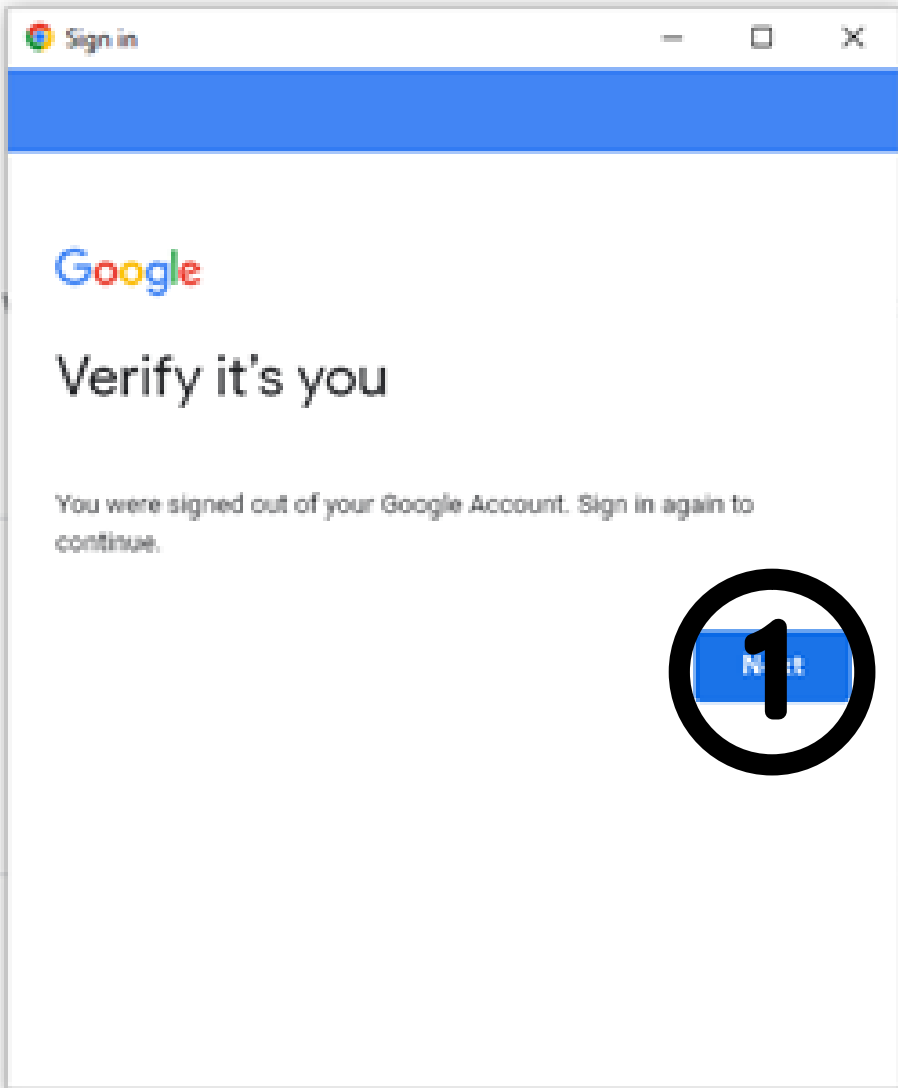 Sign in
Google
Verify it's you
You were signed out of your Google Account. Sign in again to
continue.
1